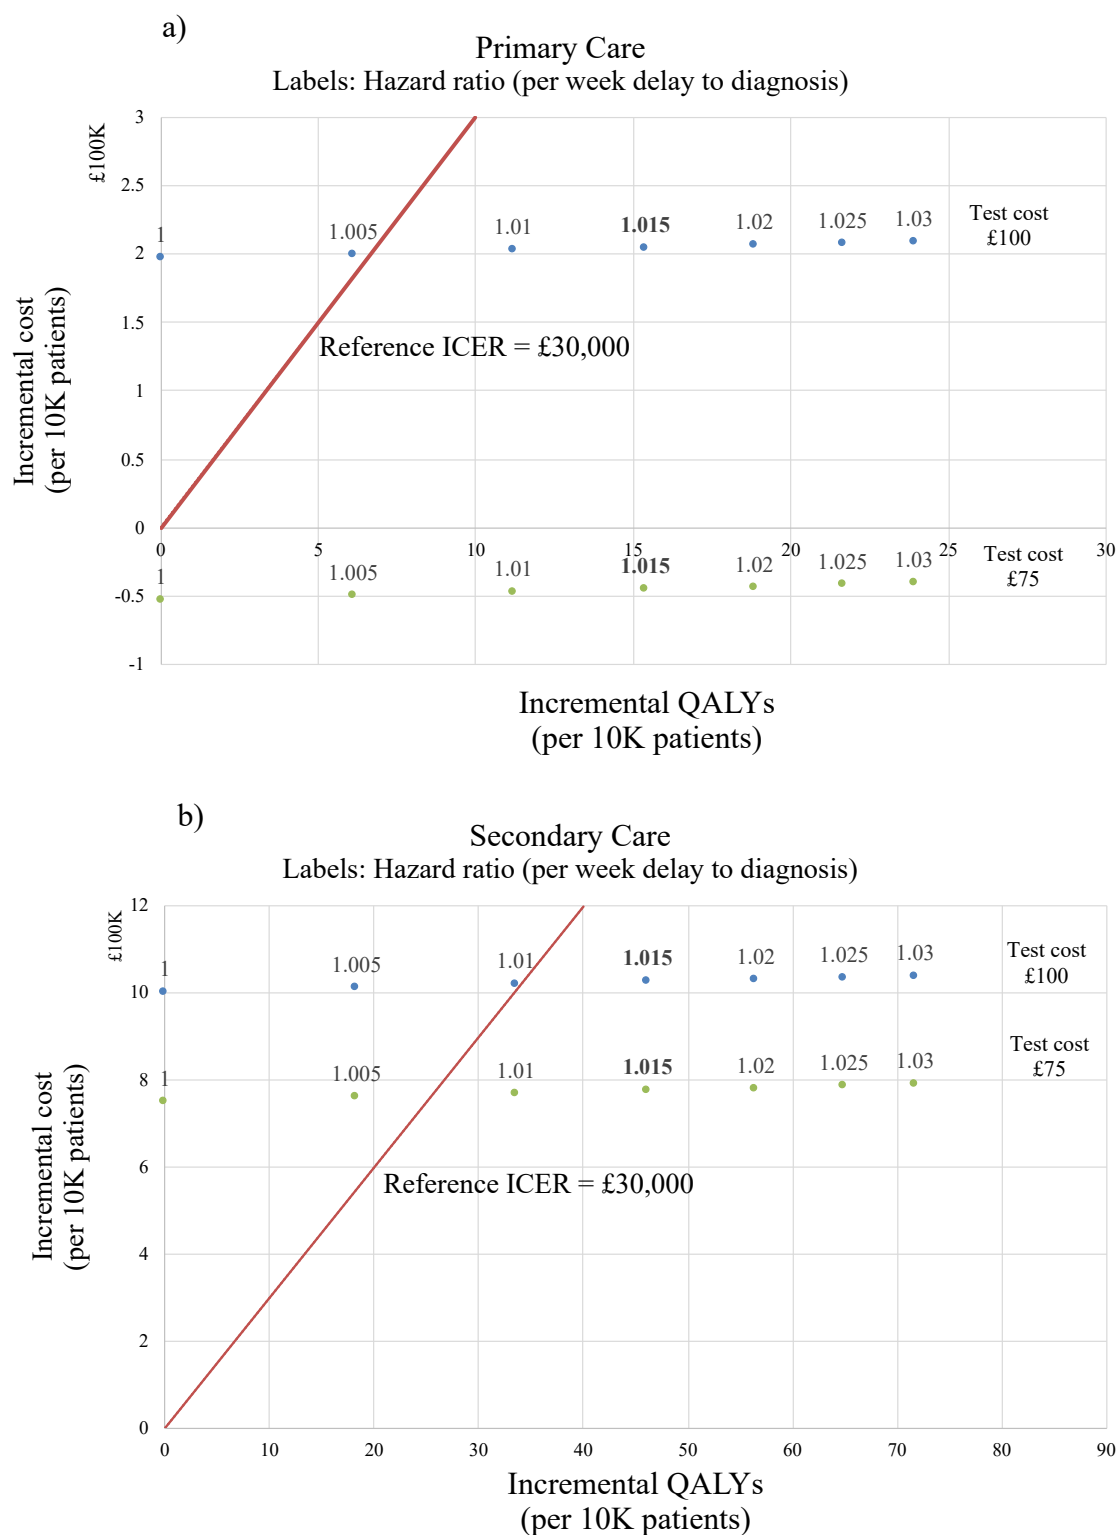 a)
Primary Care
Labels: Hazard ratio (per week delay to diagnosis)
£100K
Incremental cost
(per 10K patients)
3
2.5
2
1.5
1
0.5
0
-0.5
-1
1 1.005 1.01 1.015 1.02 1.025 1.03
Test cost
£100
Reference ICER = £30,000
0 5 10 15 20 25 30
1 1.005 1.01 1.015 1.02 1.025 1.03
Test cost
£75
Incremental QALYs
(per 10K patients)
b)
Secondary Care
Labels: Hazard ratio (per week delay to diagnosis)
£100K
Incremental cost
(per 10K patients)
12
10
8
6
4
2
0
1 1.005 1.01 1.015 1.02 1.025 1.03
Test cost
£100
1 1.005 1.01 1.015 1.02 1.025 1.03
Test cost
£75
Reference ICER = £30,000
0 10 20 30 40 50 60 70 80 90
Incremental QALYs
(per 10K patients)